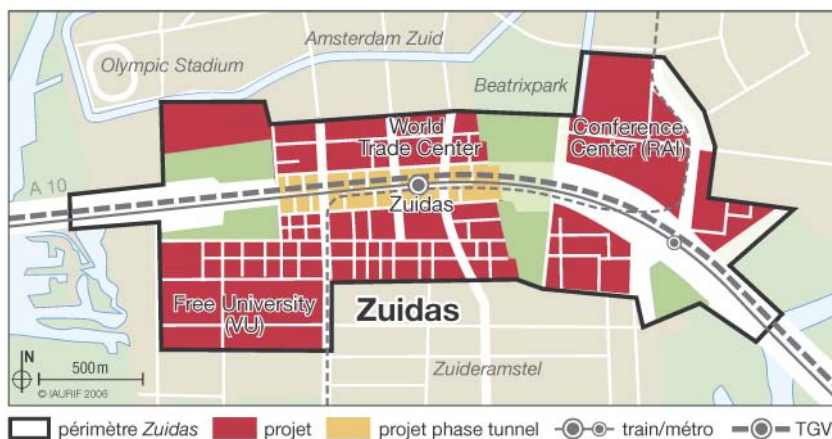 Amsterdam Zuid
Olympic Stadium
Beatrixpark
World
Trade Center
Conference
Center (RAI)
A 10
Zuidas
Free University
(VU)
Zuidas
Zuideramstel
N
500 m
© IAURIF 2006
périmètre Zuidas projet projet phase tunnel train/métro TGV